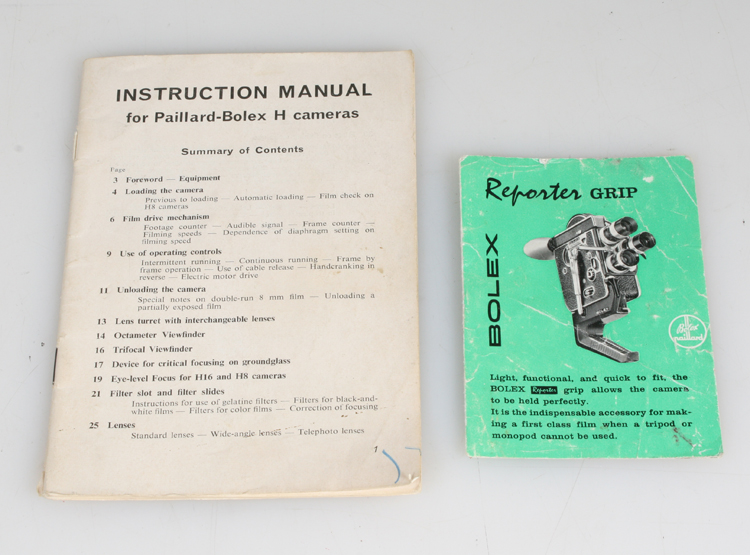 INSTRUCTION MANUAL
for Paillard-Bolex H cameras
Summary of Contents
Page
3 Foreword — Equipment
4 Loading the camera
Previous to loading — Automatic loading — Film check on
H8 cameras
6 Film drive mechanism
Footage counter — Audible signal — Frame counter —
Filming speeds — Dependence of diaphragm setting on
filming speed
9 Use of operating controls
Intermittent running — Continuous running — Frame by
frame operation — Use of cable release — Handcranking in
reverse — Electric motor drive
11 Unloading the camera
Special notes on double-run 8 mm film — Unloading a
partially exposed film
13 Lens turret with interchangeable lenses
14 Octameter Viewfinder
16 Trifocal Viewfinder
17 Device for critical focusing on groundglass
19 Eye-level Focus for H16 and H8 cameras
21 Filter slot and filter slides
Instructions for use of gelatine filters — Filters for black-and-
white films — Filters for color films — Correction of focusing
25 Lenses
Standard lenses — Wide-angle lenses — Telephoto lenses
1
Reporter GRIP
BOLEX
Bolex
paillard
Light, functional, and quick to fit, the
BOLEX Reporter grip allows the camera
to be held perfectly.
It is the indispensable accessory for mak-
ing a first class film when a tripod or
monopod cannot be used.